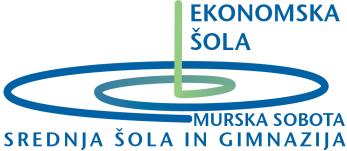 EKONOMSKA
ŠOLA
MURSKA SOBOTA
SREDNJA ŠOLA IN GIMNAZIJA